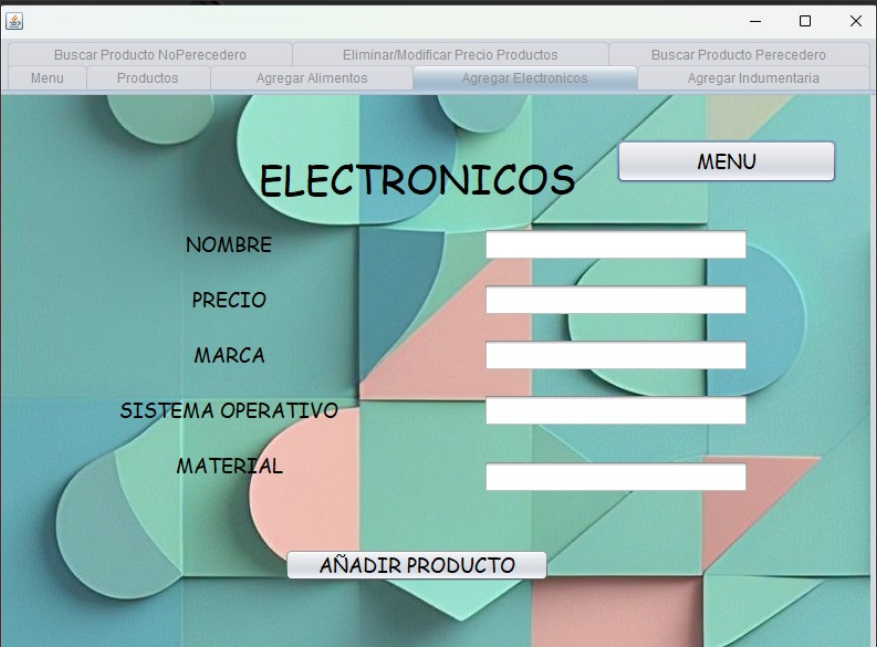 Buscar Producto NoPerecedero Eliminar/Modificar Precio Productos Buscar Producto Perecedero
Menu Productos Agregar Alimentos Agregar Electronicos Agregar Indumentaria
MENU
ELECTRONICOS
NOMBRE
PRECIO
MARCA
SISTEMA OPERATIVO
MATERIAL
AÑADIR PRODUCTO